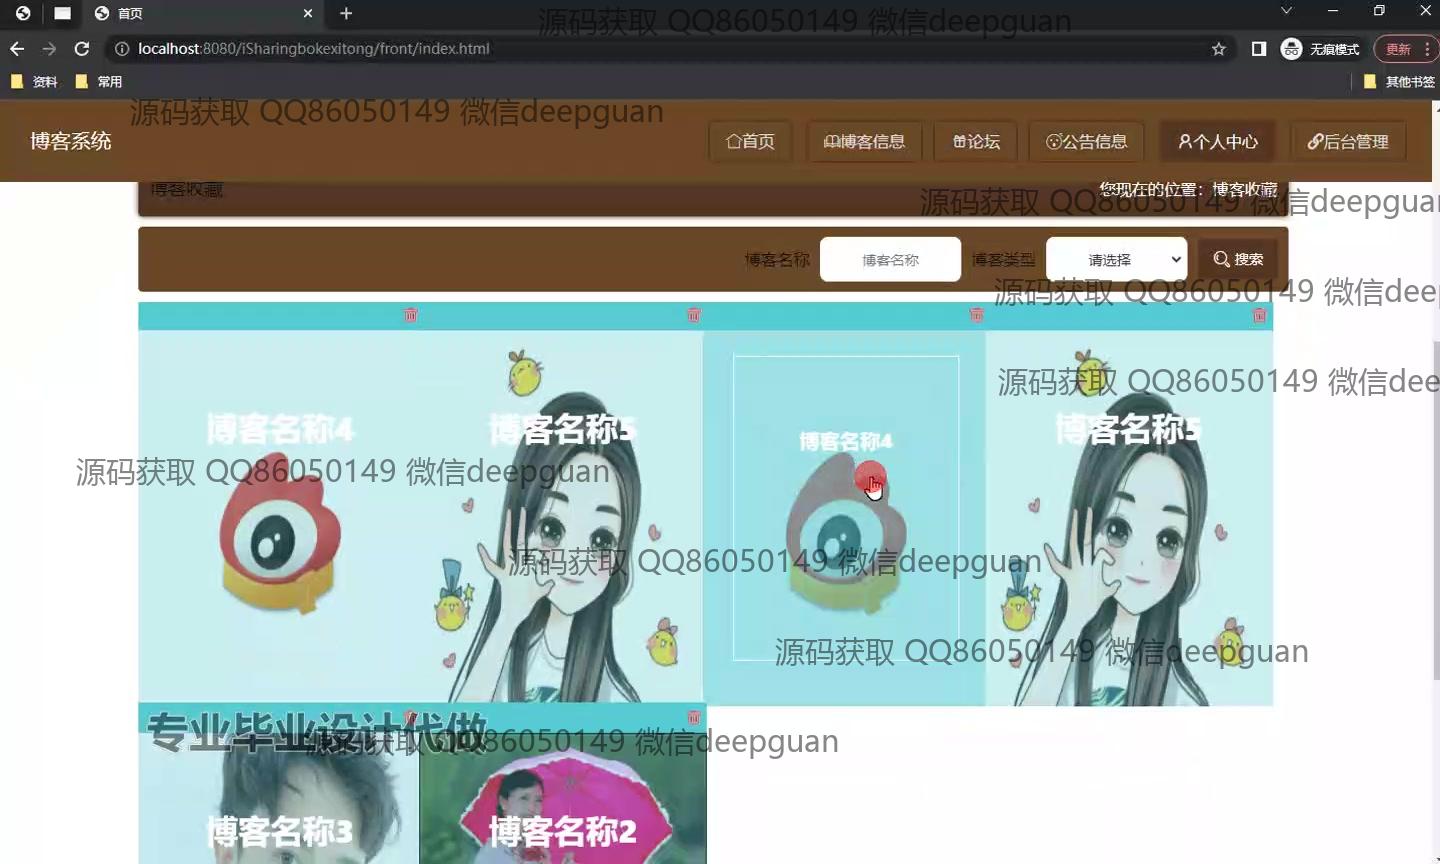 首页
源码获取 QQ86050149 微信deepguan
localhost:8080/iSharingbokexitong/front/index.html
无痕模式
更新
资料
常用
其他书签
源码获取 QQ86050149 微信deepguan
博客系统
首页
博客信息
论坛
公告信息
个人中心
后台管理
博客收藏
您现在的位置：博客收藏
源码获取 QQ86050149 微信deepguan
博客名称
博客名称
博客类型
请选择
搜索
源码获取 QQ86050149 微信deep
源码获取 QQ86050149 微信dee
博客名称4
博客名称5
博客名称4
博客名称5
源码获取 QQ86050149 微信deepguan
源码获取 QQ86050149 微信deepguan
源码获取 QQ86050149 微信deepguan
专业毕业设计代做
源码获取 QQ86050149 微信deepguan
博客名称3
博客名称2